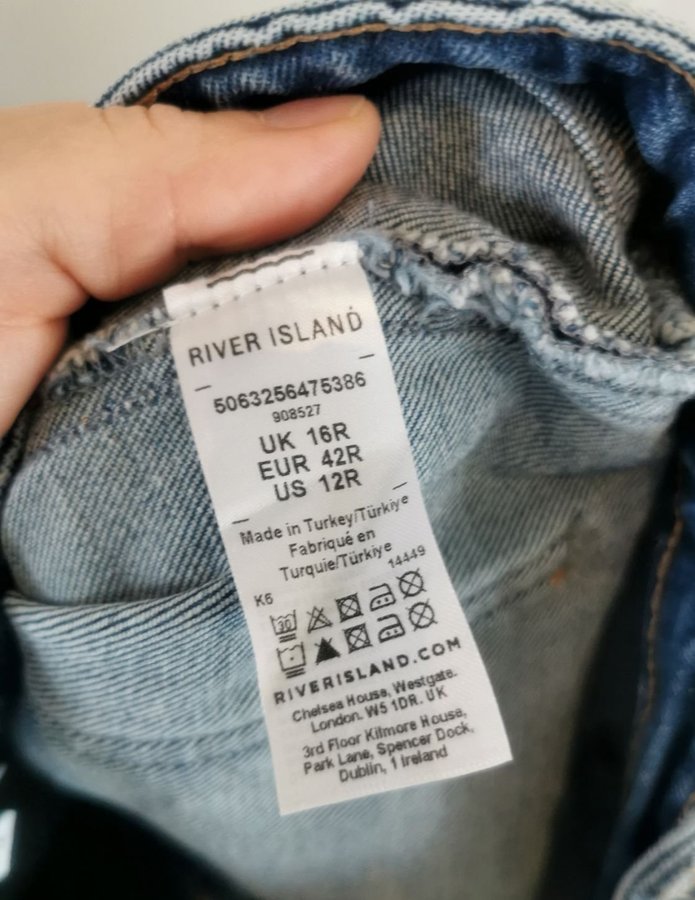 RIVER ISLAND
5063256475386
908527
UK 16R
EUR 42R
US 12R
Made in Turkey/Türkiye
Fabriqué en
Turquie/Türkiye
14449
K6
30
RIVERISLAND.COM
Chelsea House, Westgate.
London. W5 1DR. UK
3rd Floor Kilmore House,
Park Lane, Spencer Dock,
Dublin, 1 Ireland